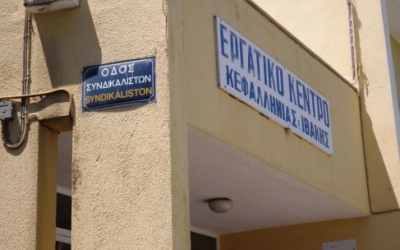 ΟΔΟΣ
ΣΥΝΔΙΚΑΛΙΣΤΩΝ
SYNDIKALISTON
ΕΡΓΑΤΙΚΟ ΚΕΝΤΡΟ
ΚΕΦΑΛΛΗΝΙΑΣ & ΙΘΑΚΗΣ